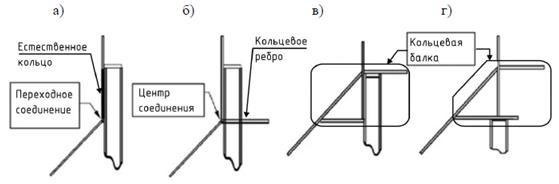 а) б) в) г)
Естественное
кольцо
Кольцевое
ребро
Кольцевая
балка
Переходное
соединение
Центр
соединения